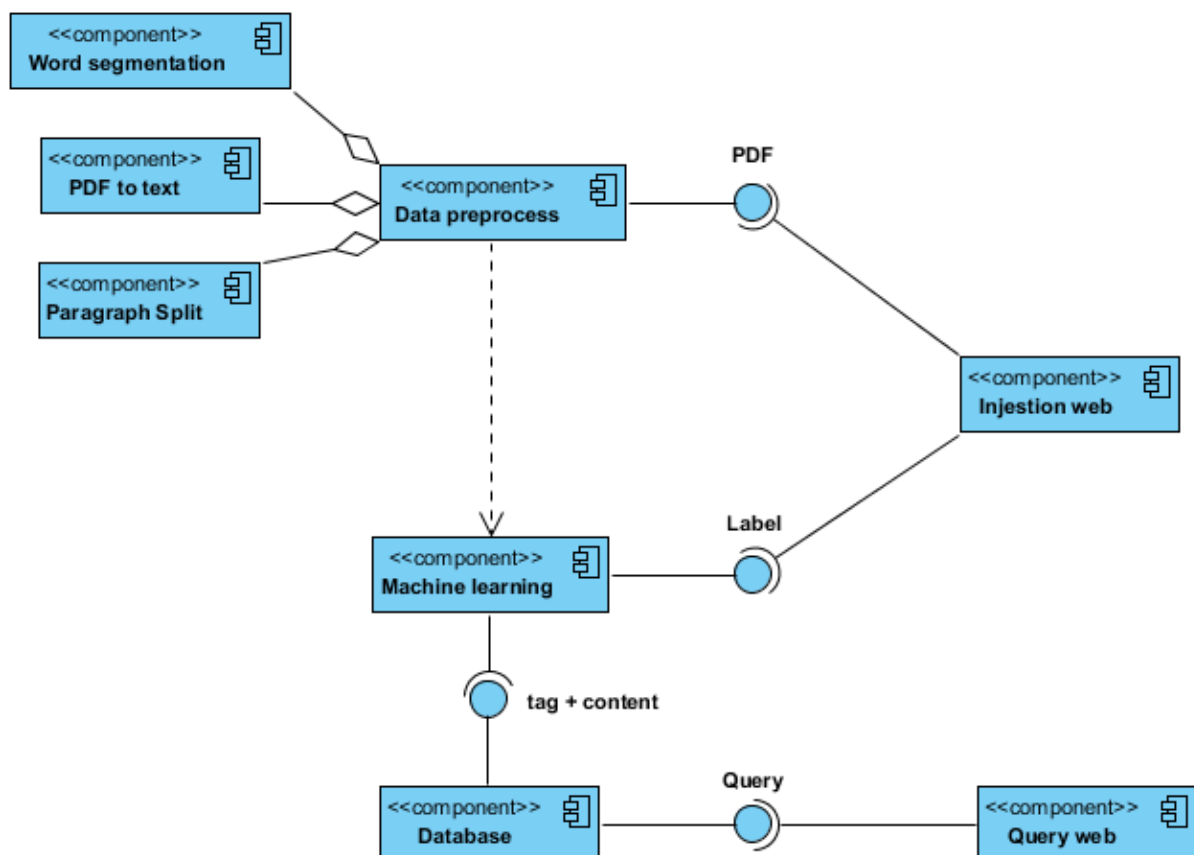 <<component>>
Word segmentation
<<component>>
PDF to text
<<component>>
Paragraph Split
<<component>>
Data preprocess
PDF
<<component>>
Injestion web
<<component>>
Machine learning
Label
tag + content
<<component>>
Database
Query
<<component>>
Query web